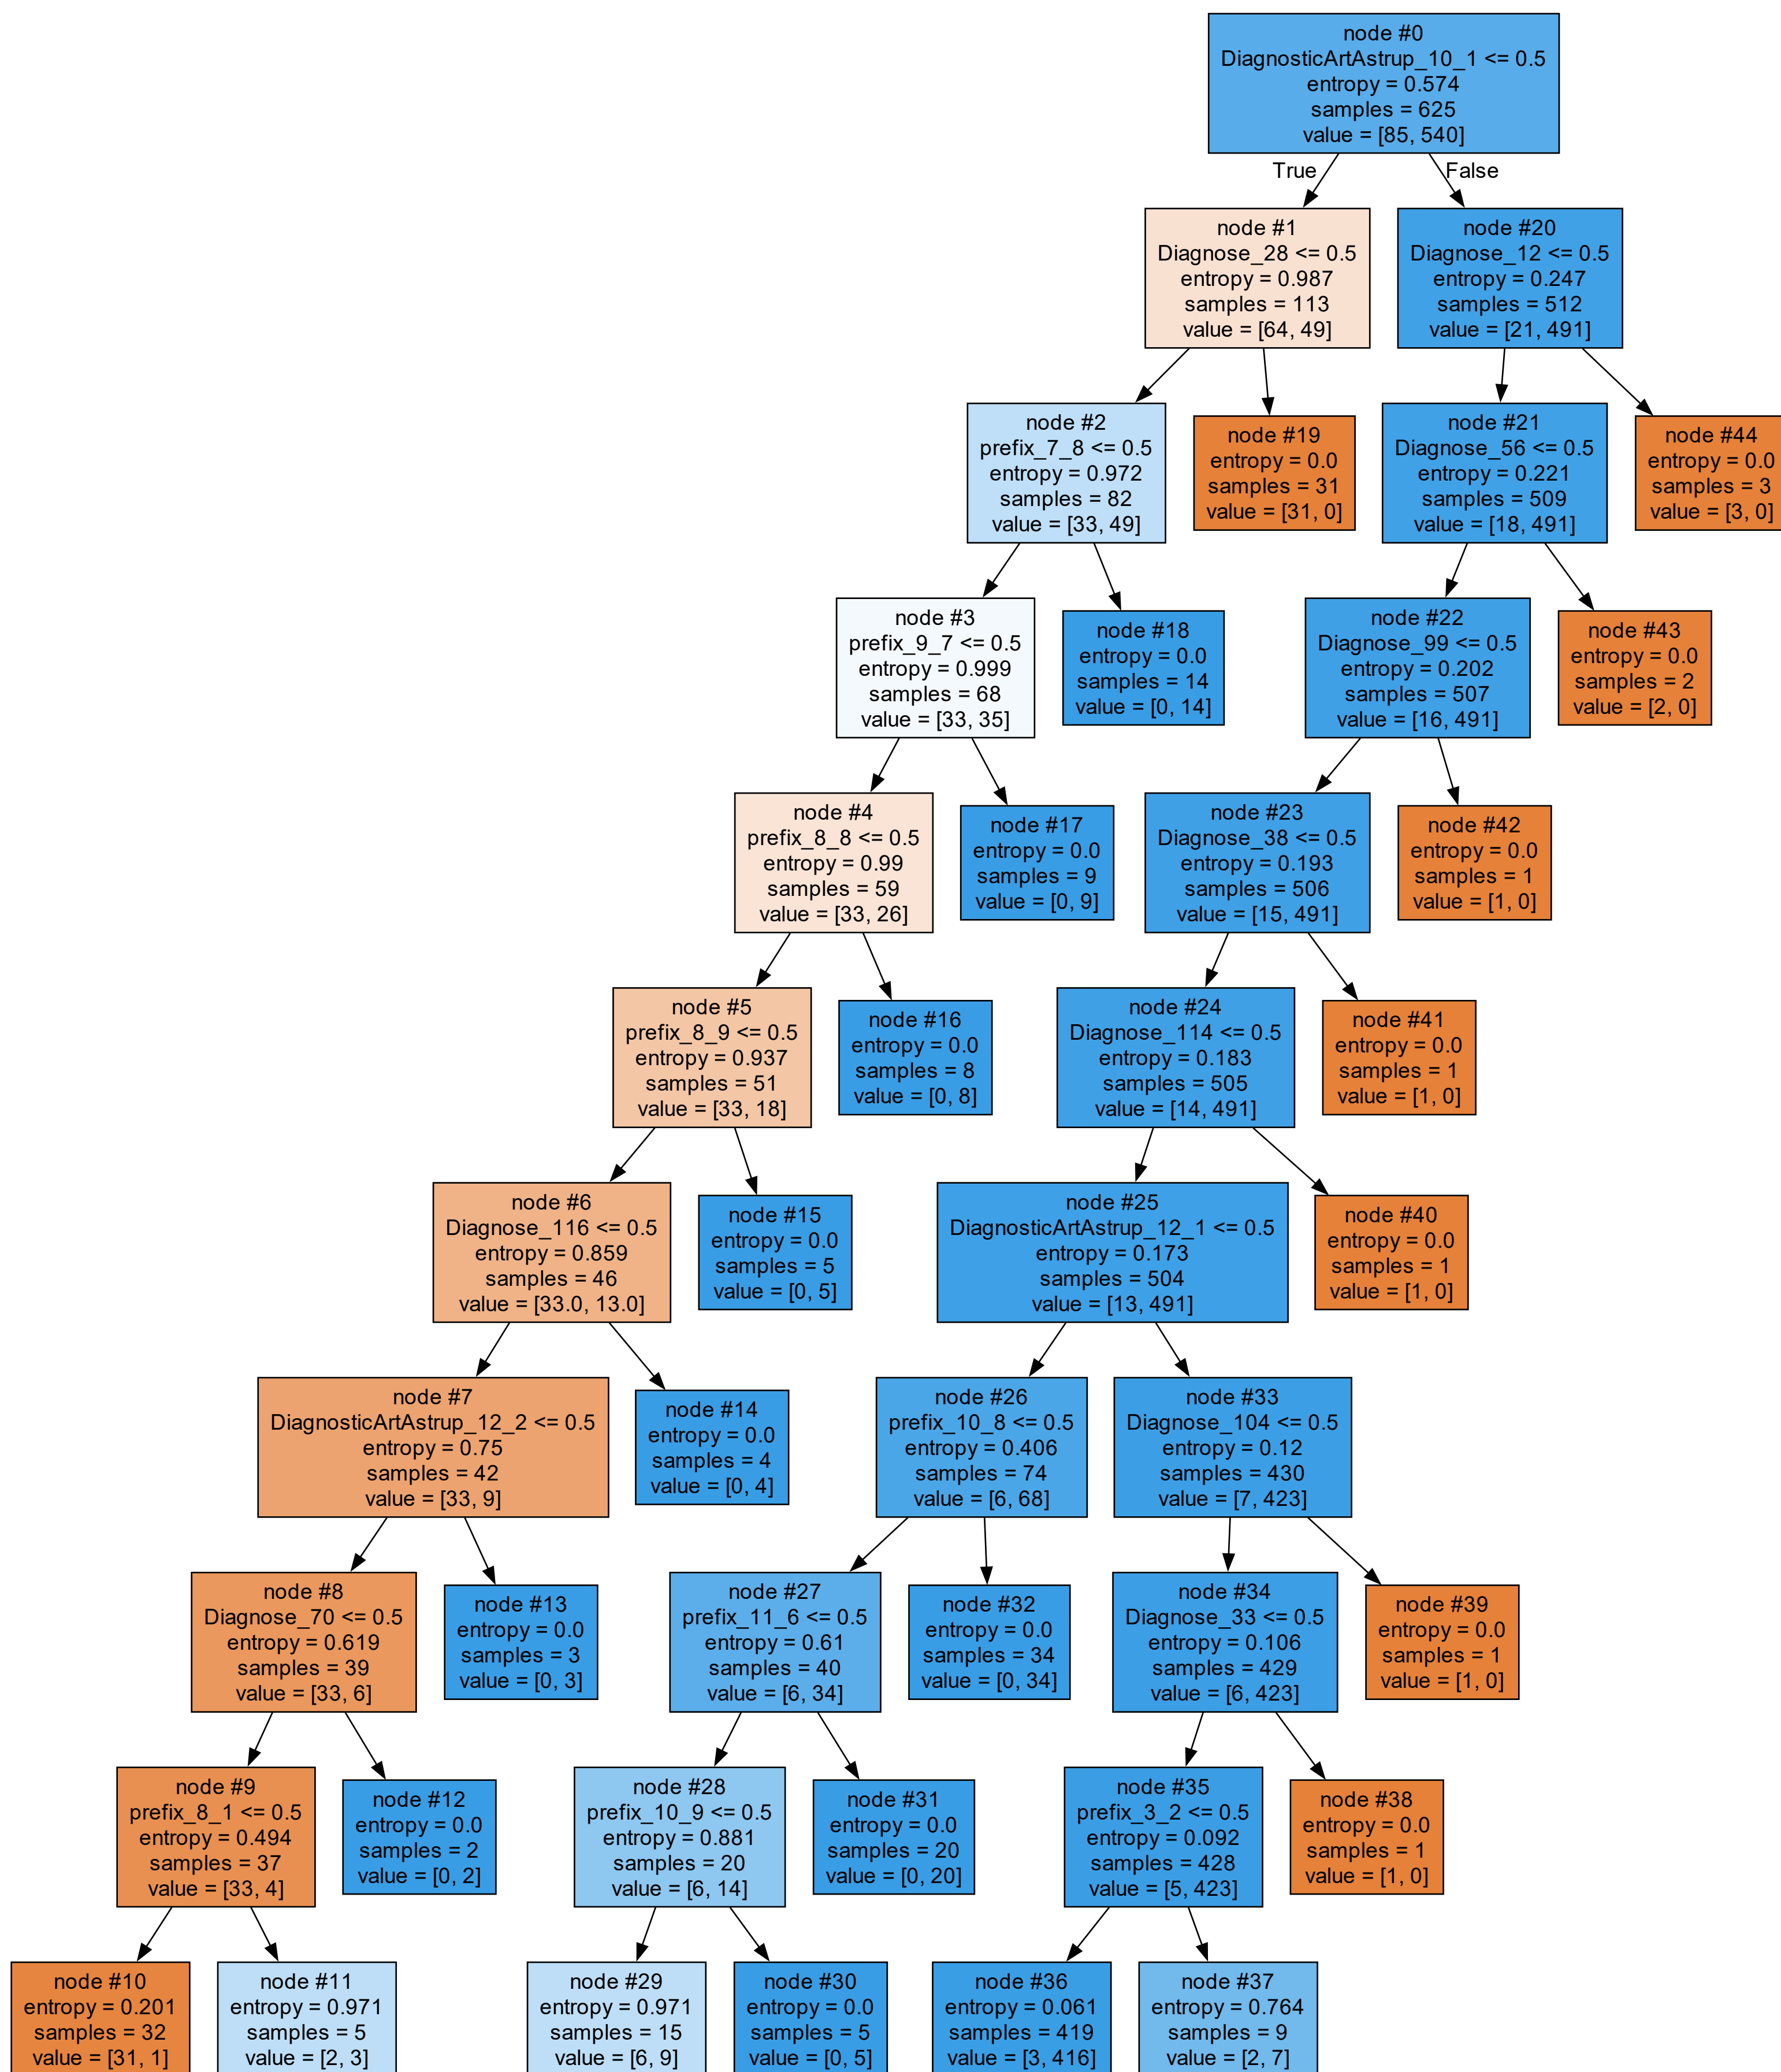 node #0
DiagnosticArtAstrup_10_1 <= 0.5
entropy = 0.574
samples = 625
value = [85, 540]
True
False
node #1
Diagnose_28 <= 0.5
entropy = 0.987
samples = 113
value = [64, 49]
node #20
Diagnose_12 <= 0.5
entropy = 0.247
samples = 512
value = [21, 491]
node #2
prefix_7_8 <= 0.5
entropy = 0.972
samples = 82
value = [33, 49]
node #19
entropy = 0.0
samples = 31
value = [31, 0]
node #21
Diagnose_56 <= 0.5
entropy = 0.221
samples = 509
value = [18, 491]
node #44
entropy = 0.0
samples = 3
value = [3, 0]
node #3
prefix_9_7 <= 0.5
entropy = 0.999
samples = 68
value = [33, 35]
node #18
entropy = 0.0
samples = 14
value = [0, 14]
node #22
Diagnose_99 <= 0.5
entropy = 0.202
samples = 507
value = [16, 491]
node #43
entropy = 0.0
samples = 2
value = [2, 0]
node #4
prefix_8_8 <= 0.5
entropy = 0.99
samples = 59
value = [33, 26]
node #17
entropy = 0.0
samples = 9
value = [0, 9]
node #23
Diagnose_38 <= 0.5
entropy = 0.193
samples = 506
value = [15, 491]
node #42
entropy = 0.0
samples = 1
value = [1, 0]
node #5
prefix_8_9 <= 0.5
entropy = 0.937
samples = 51
value = [33, 18]
node #16
entropy = 0.0
samples = 8
value = [0, 8]
node #24
Diagnose_114 <= 0.5
entropy = 0.183
samples = 505
value = [14, 491]
node #41
entropy = 0.0
samples = 1
value = [1, 0]
node #6
Diagnose_116 <= 0.5
entropy = 0.859
samples = 46
value = [33.0, 13.0]
node #15
entropy = 0.0
samples = 5
value = [0, 5]
node #25
DiagnosticArtAstrup_12_1 <= 0.5
entropy = 0.173
samples = 504
value = [13, 491]
node #40
entropy = 0.0
samples = 1
value = [1, 0]
node #7
DiagnosticArtAstrup_12_2 <= 0.5
entropy = 0.75
samples = 42
value = [33, 9]
node #14
entropy = 0.0
samples = 4
value = [0, 4]
node #26
prefix_10_8 <= 0.5
entropy = 0.406
samples = 74
value = [6, 68]
node #33
Diagnose_104 <= 0.5
entropy = 0.12
samples = 430
value = [7, 423]
node #8
Diagnose_70 <= 0.5
entropy = 0.619
samples = 39
value = [33, 6]
node #13
entropy = 0.0
samples = 3
value = [0, 3]
node #27
prefix_11_6 <= 0.5
entropy = 0.61
samples = 40
value = [6, 34]
node #32
entropy = 0.0
samples = 34
value = [0, 34]
node #34
Diagnose_33 <= 0.5
entropy = 0.106
samples = 429
value = [6, 423]
node #39
entropy = 0.0
samples = 1
value = [1, 0]
node #9
prefix_8_1 <= 0.5
entropy = 0.494
samples = 37
value = [33, 4]
node #12
entropy = 0.0
samples = 2
value = [0, 2]
node #28
prefix_10_9 <= 0.5
entropy = 0.881
samples = 20
value = [6, 14]
node #31
entropy = 0.0
samples = 20
value = [0, 20]
node #35
prefix_3_2 <= 0.5
entropy = 0.092
samples = 428
value = [5, 423]
node #38
entropy = 0.0
samples = 1
value = [1, 0]
node #10
entropy = 0.201
samples = 32
value = [31, 1]
node #11
entropy = 0.971
samples = 5
value = [2, 3]
node #29
entropy = 0.971
samples = 15
value = [6, 9]
node #30
entropy = 0.0
samples = 5
value = [0, 5]
node #36
entropy = 0.061
samples = 419
value = [3, 416]
node #37
entropy = 0.764
samples = 9
value = [2, 7]